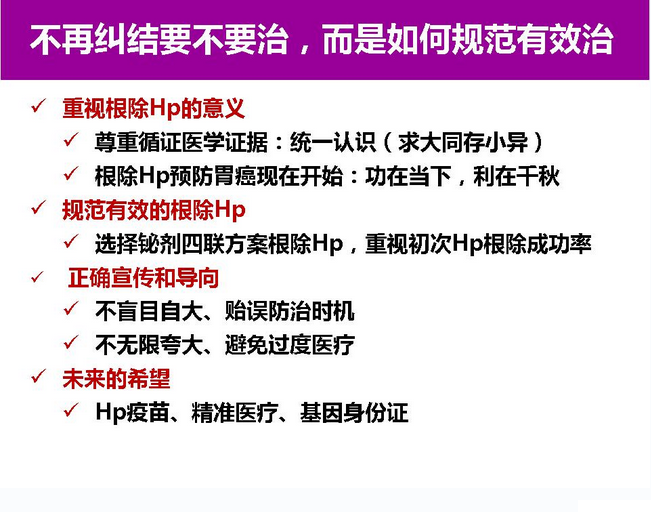 不再纠结要不要治，而是如何规范有效治
✓ 重视根除Hp的意义
✓ 尊重循证医学证据：统一认识（求大同存小异）
✓ 根除Hp预防胃癌现在开始：功在当下，利在千秋
✓ 规范有效的根除Hp
✓ 选择铋剂四联方案根除Hp，重视初次Hp根除成功率
✓ 正确宣传和导向
✓ 不盲目自大、贻误防治时机
✓ 不无限夸大、避免过度医疗
✓ 未来的希望
✓ Hp疫苗、精准医疗、基因身份证